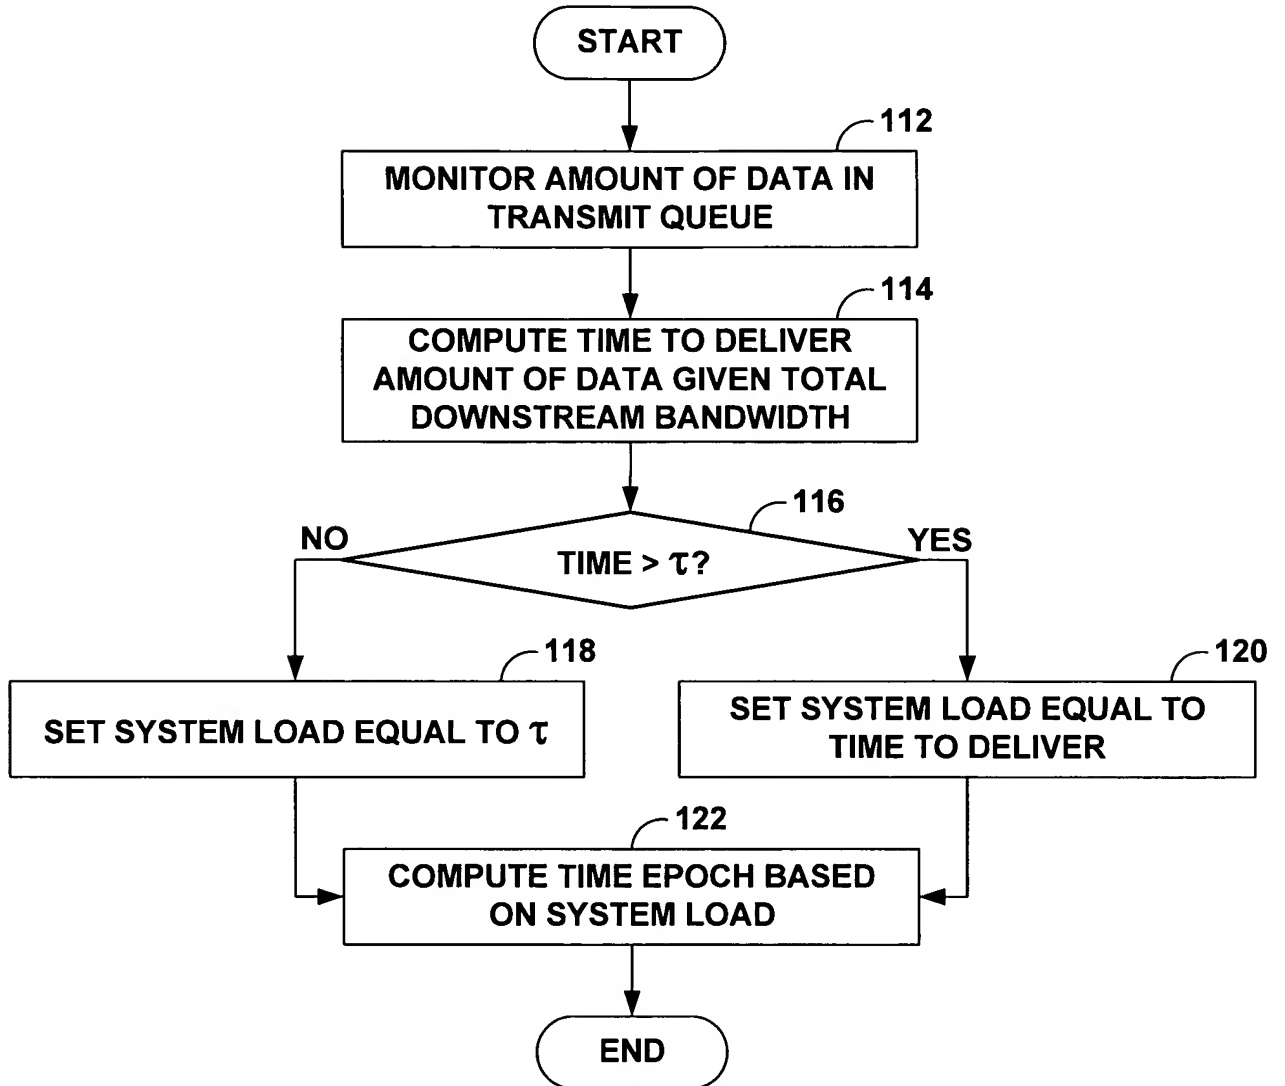 START
112
MONITOR AMOUNT OF DATA IN
TRANSMIT QUEUE
114
COMPUTE TIME TO DELIVER
AMOUNT OF DATA GIVEN TOTAL
DOWNSTREAM BANDWIDTH
116
NO
YES
TIME > τ?
118
120
SET SYSTEM LOAD EQUAL TO τ
SET SYSTEM LOAD EQUAL TO
TIME TO DELIVER
122
COMPUTE TIME EPOCH BASED
ON SYSTEM LOAD
END